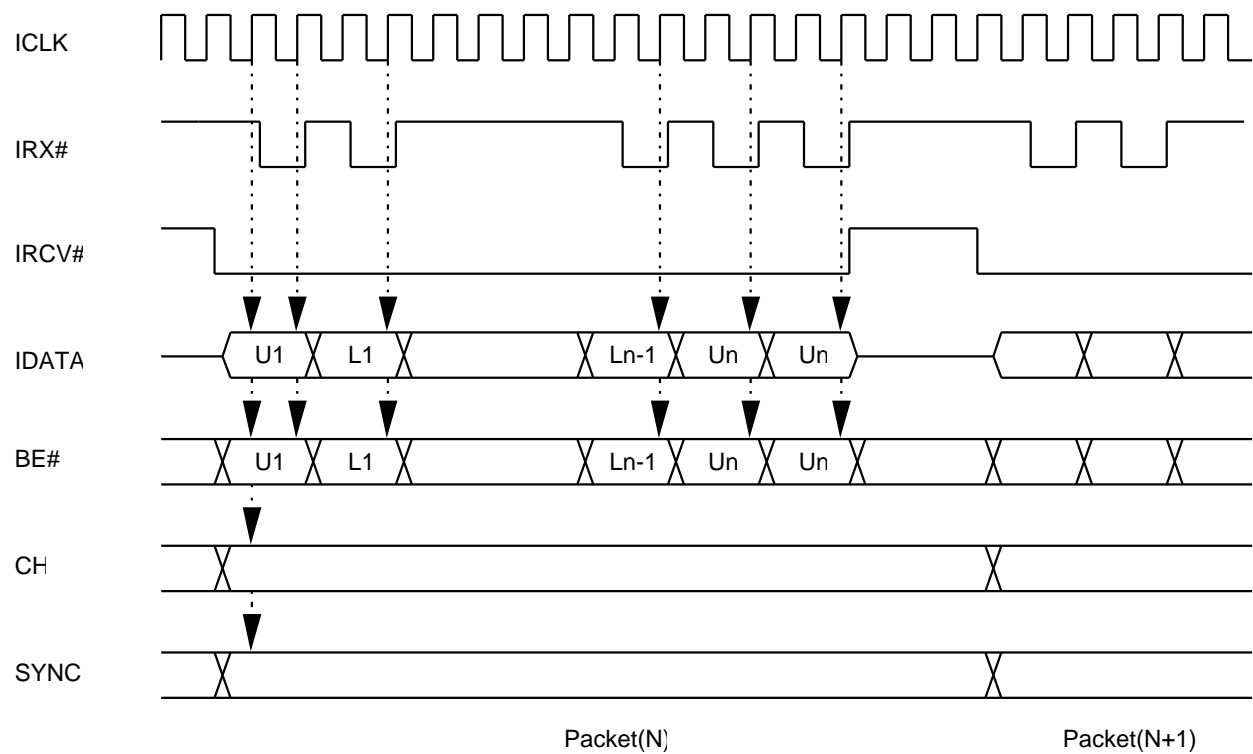 ICLK
IRX#
IRCV#
IDATA U1 L1 Ln-1 Un Un
BE# U1 L1 Ln-1 Un Un
CH
SYNC
Packet(N) Packet(N+1)